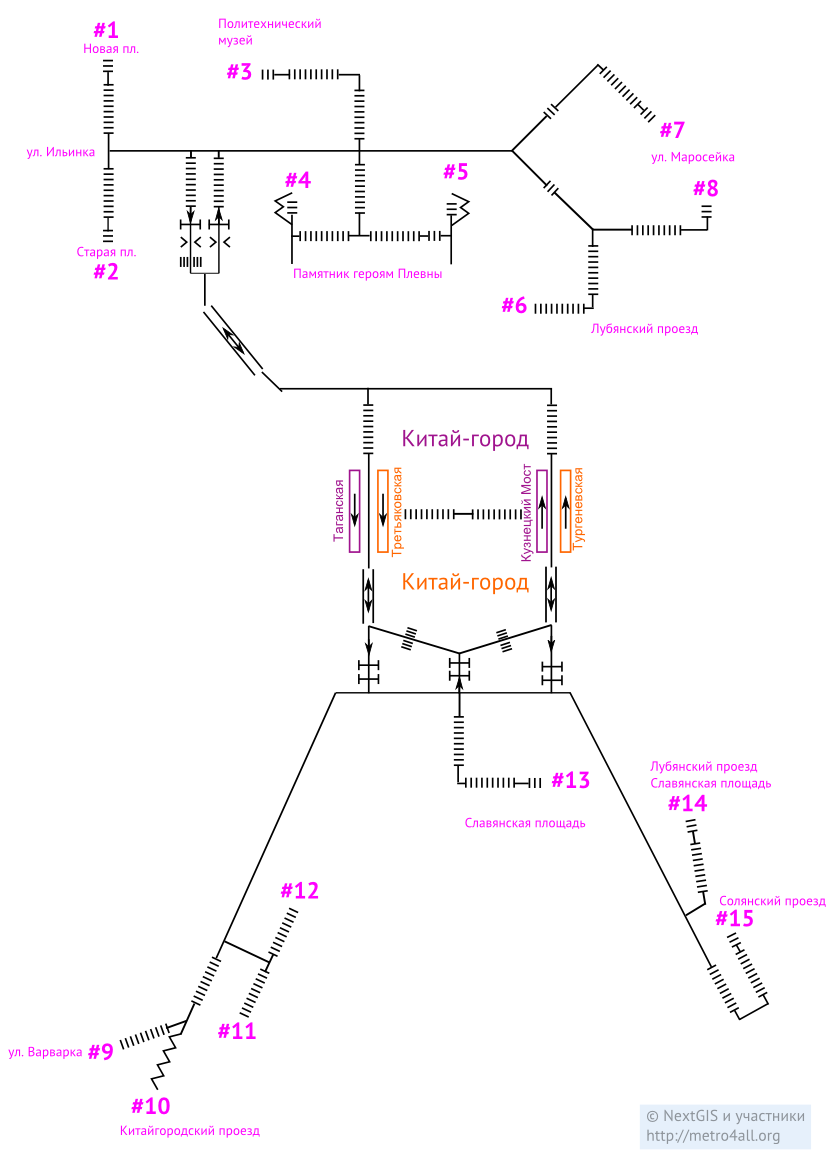 #1
Новая пл.
Политехнический
музей
#3
#7
ул. Маросейка
ул. Ильинка
#4
#5
#8
Старая пл.
#2
Памятник героям Плевны
#6
Лубянский проезд
Китай-город
Таганская
Третьяковская
Кузнецкий Мост
Тургеневская
Китай-город
#13
Славянская площадь
Лубянский проезд
Славянская площадь
#14
Солянский проезд
#15
#12
#11
ул. Варварка #9
#10
Китайгородский проезд
© NextGIS и участники
http://metro4all.org